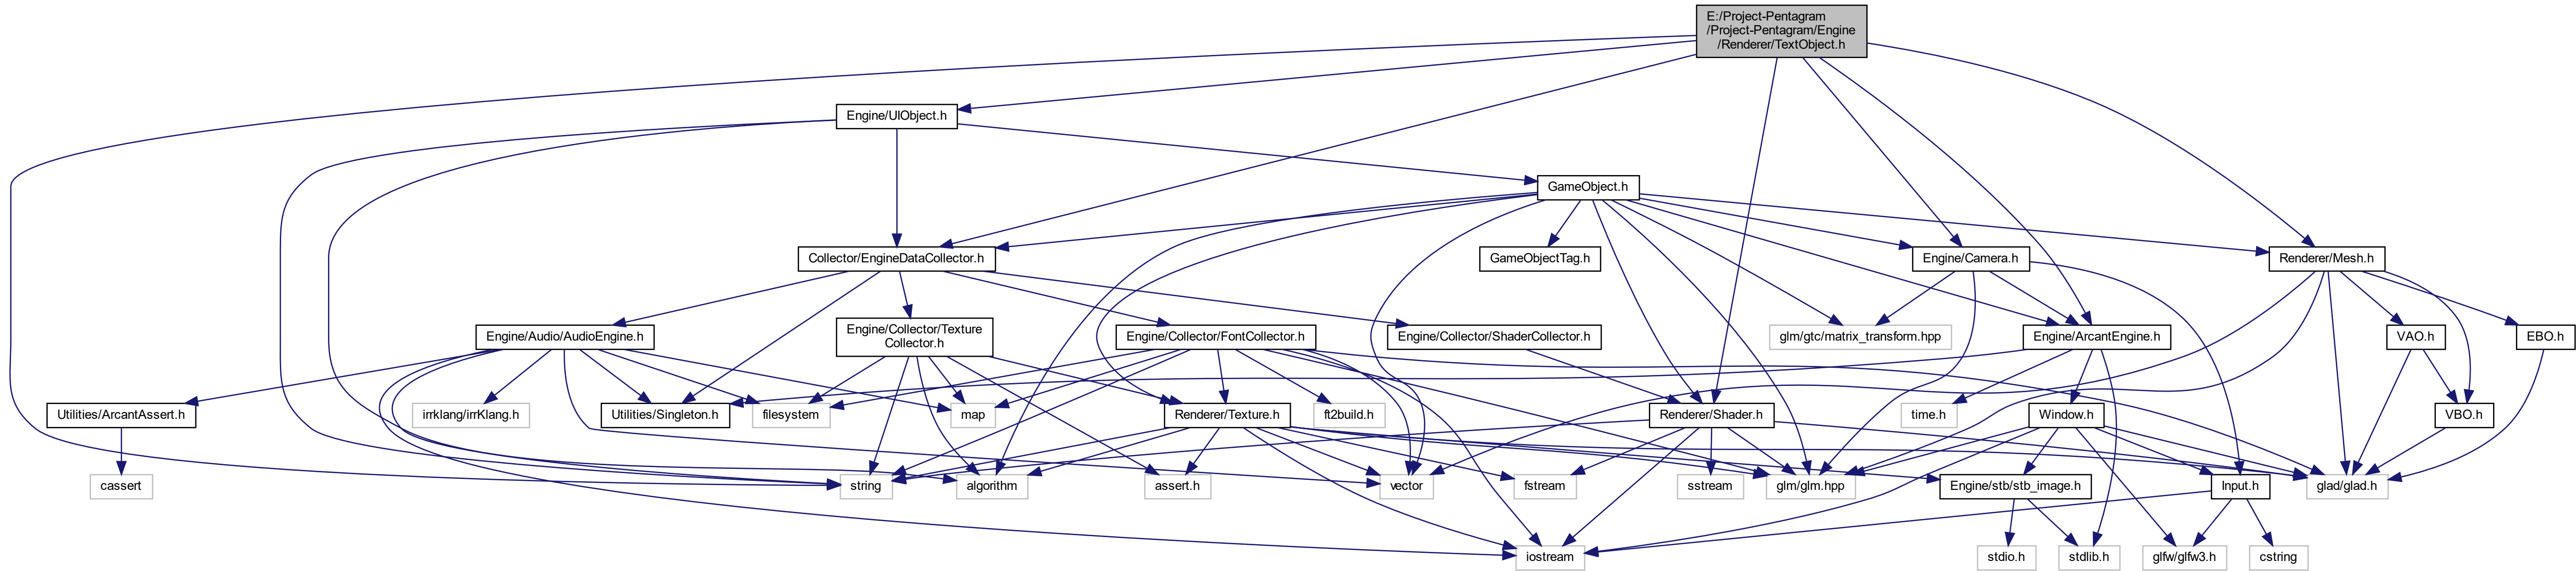 E:/Project-Pentagram
/Project-Pentagram/Engine
/Renderer/TextObject.h
Engine/UIObject.h
GameObject.h
Collector/EngineDataCollector.h
GameObjectTag.h
Engine/Camera.h
Renderer/Mesh.h
Engine/Audio/AudioEngine.h
Engine/Collector/Texture
Collector.h
Engine/Collector/FontCollector.h
Engine/Collector/ShaderCollector.h
glm/gtc/matrix_transform.hpp
Engine/ArcantEngine.h
VAO.h
EBO.h
Utilities/ArcantAssert.h
irrklang/irrKlang.h
Utilities/Singleton.h
filesystem
map
Renderer/Texture.h
ft2build.h
Renderer/Shader.h
time.h
Window.h
VBO.h
cassert
string
algorithm
assert.h
vector
fstream
sstream
glm/glm.hpp
Engine/stb/stb_image.h
Input.h
glad/glad.h
iostream
stdio.h
stdlib.h
glfw/glfw3.h
cstring